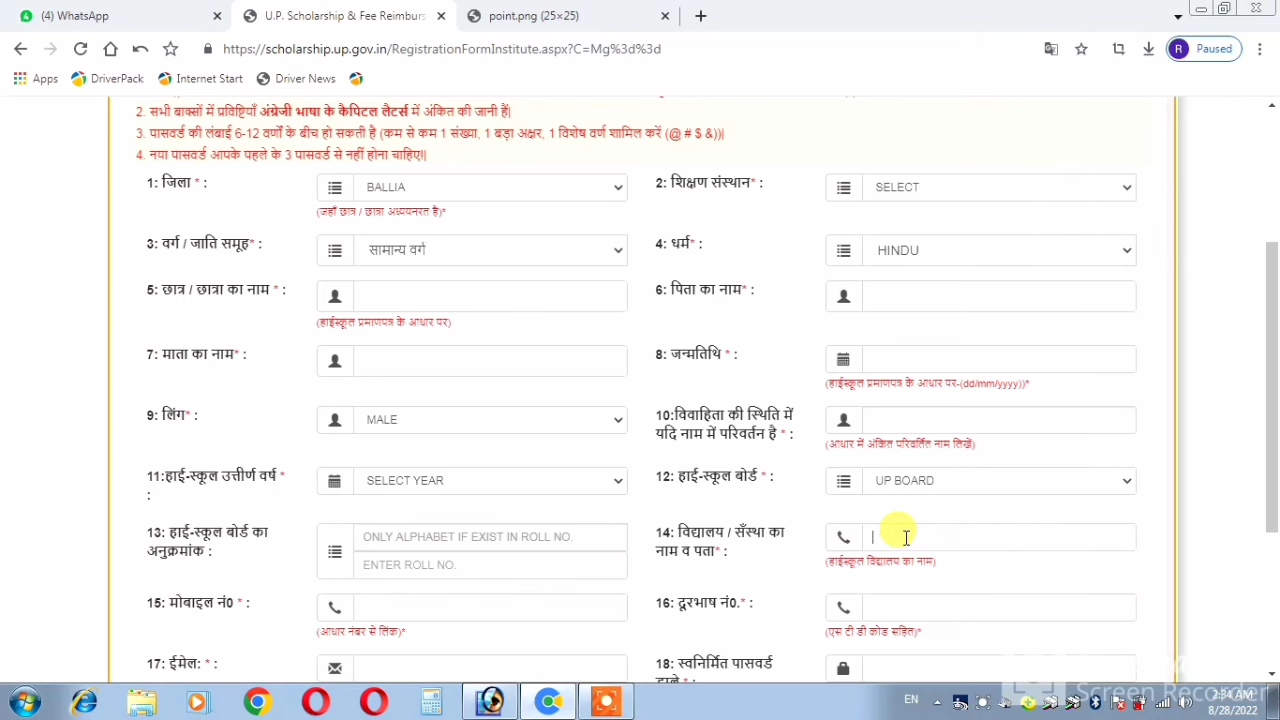 (4) WhatsApp
U.P. Scholarship & Fee Reimburs
point.png (25×25)
https://scholarship.up.gov.in/RegistrationFormInstitute.aspx?C=Mg%3d%3d
R Paused
Apps DriverPack Internet Start Driver News
2. सभी बाक्सों में प्रविष्टियाँ अंग्रेजी भाषा के कैपिटल लैटर्स में अंकित की जानी हैं|
3. पासवर्ड की लंबाई 6-12 वर्णों के बीच हो सकती है (कम से कम 1 संख्या, 1 बड़ा अक्षर, 1 विशेष वर्ण शामिल करें (@ # $ &))|
4. नया पासवर्ड आपके पहले के 3 पासवर्ड से नहीं होना चाहिए!|
1: जिला * : BALLIA 2: शिक्षण संस्थान* : SELECT
(जहाँ छात्र / छात्रा अध्ययनरत है)*
3: वर्ग / जाति समूह* : सामान्य वर्ग 4: धर्म* : HINDU
5: छात्र / छात्रा का नाम * : 6: पिता का नाम* :
(हाईस्कूल प्रमाणपत्र के आधार पर)
7: माता का नाम* : 8: जन्मतिथि * :
(हाईस्कूल प्रमाणपत्र के आधार पर-(dd/mm/yyyy))*
9: लिंग* : MALE 10:विवाहिता की स्थिति में
यदि नाम में परिवर्तन है * :
(आधार में अंकित परिवर्तित नाम लिखें)
11:हाई-स्कूल उत्तीर्ण वर्ष * SELECT YEAR 12: हाई-स्कूल बोर्ड * : UP BOARD
:
13: हाई-स्कूल बोर्ड का ONLY ALPHABET IF EXIST IN ROLL NO. 14: विद्यालय / सँस्था का
अनुक्रमांक : ENTER ROLL NO. नाम व पता* :
(हाईस्कूल विद्यालय का नाम)
15: मोबाइल नं0 * : 16: दूरभाष नं0.* :
(आधार नंबर से लिंक)* (एस टी डी कोड सहित)*
17: ईमेल: * : 18: स्वनिर्मित पासवर्ड
डाले * :
Screen Recorder
EN 2:34 AM
8/28/2022